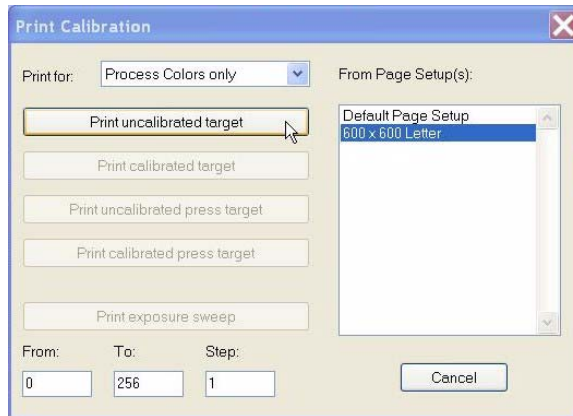 Print Calibration
Print for:
Process Colors only
From Page Setup(s):
Print uncalibrated target
Print calibrated target
Print uncalibrated press target
Print calibrated press target
Print exposure sweep
Default Page Setup
600 x 600 Letter
From:
To:
Step:
0
256
1
Cancel